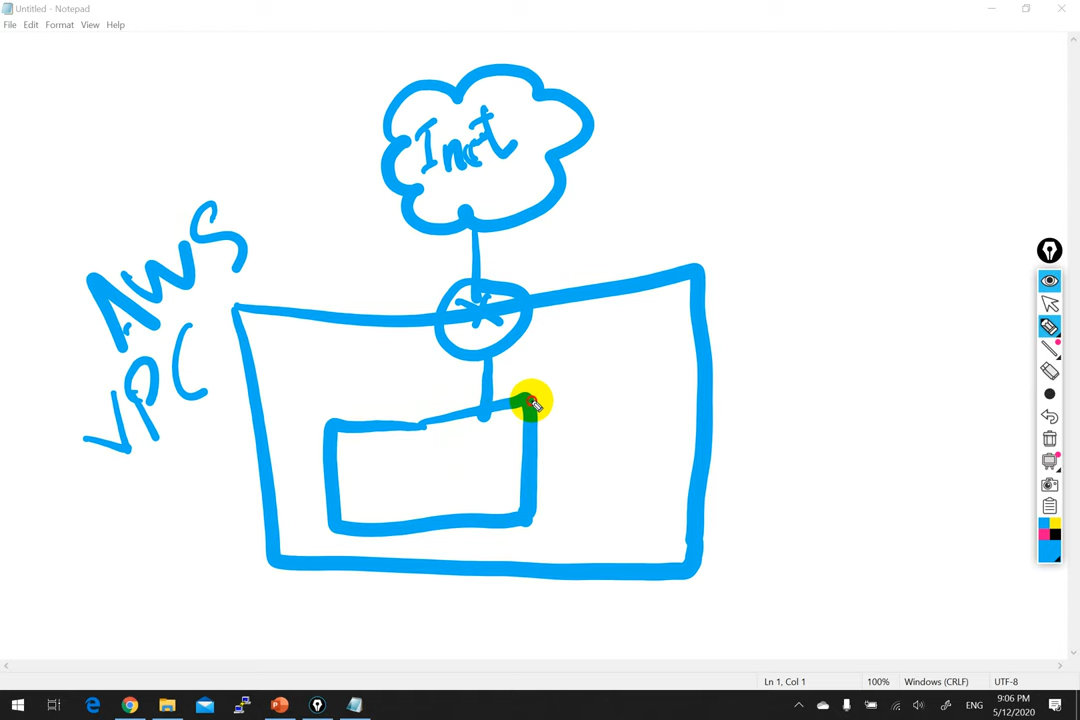 Untitled - Notepad
File Edit Format View Help
AWS
VPC
Ln 1, Col 1 100% Windows (CRLF) UTF-8
ENG
9:06 PM
5/12/2020